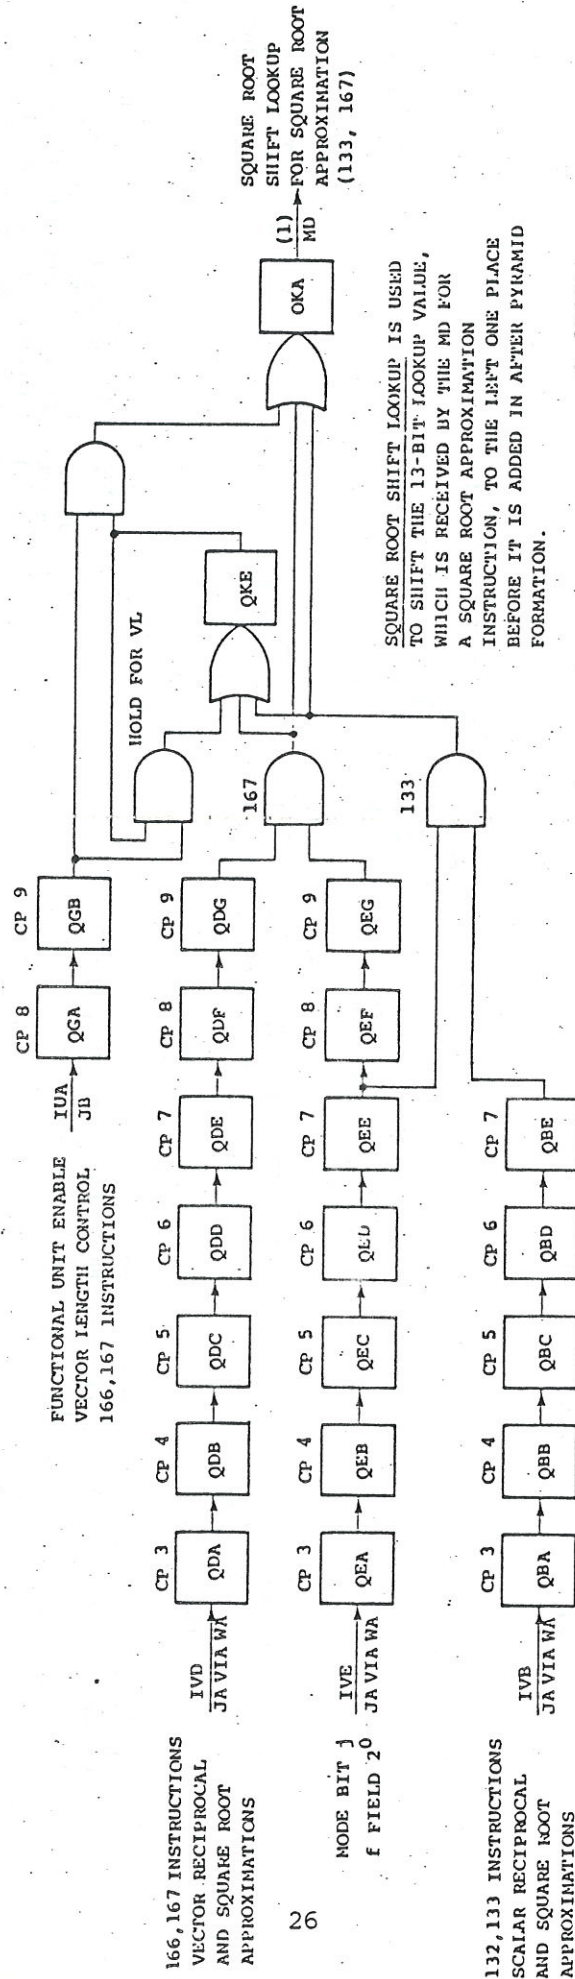 FUNCTIONAL UNIT ENABLE
VECTOR LENGTH CONTROL
166,167 INSTRUCTIONS
IUA
JB
CP 8
QGA
CP 9
QGB
166,167 INSTRUCTIONS
VECTOR RECIPROCAL
AND SQUARE ROOT
APPROXIMATIONS
IVD
JA VIA WA
CP 3
QDA
CP 4
QDB
CP 5
QDC
CP 6
QDD
CP 7
QDE
CP 8
QDF
CP 9
QDG
MODE BIT j
f FIELD 2⁰
IVE
JA VIA WA
CP 3
QEA
CP 4
QEB
CP 5
QEC
CP 6
QED
CP 7
QEE
CP 8
QEF
CP 9
QEG
132,133 INSTRUCTIONS
SCALAR RECIPROCAL
AND SQUARE ROOT
APPROXIMATIONS
IVB
JA VIA WA
CP 3
QBA
CP 4
QBB
CP 5
QBC
CP 6
QBD
CP 7
QBE
HOLD FOR VL
167
133
QKE
OKA
(1)
MD
SQUARE ROOT
SHIFT LOOKUP
FOR SQUARE ROOT
APPROXIMATION
(133, 167)
SQUARE ROOT SHIFT LOOKUP IS USED
TO SHIFT THE 13-BIT LOOKUP VALUE,
WHICH IS RECEIVED BY THE MD FOR
A SQUARE ROOT APPROXIMATION
INSTRUCTION, TO THE LEFT ONE PLACE
BEFORE IT IS ADDED IN AFTER PYRAMID
FORMATION.
26